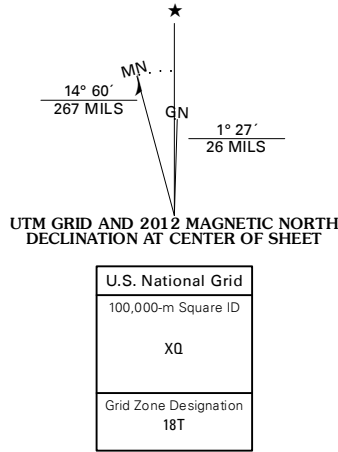 ★
MN
14° 60´
267 MILS
GN
1° 27´
26 MILS
UTM GRID AND 2012 MAGNETIC NORTH
DECLINATION AT CENTER OF SHEET
U.S. National Grid
100,000-m Square ID
XQ
Grid Zone Designation
18T